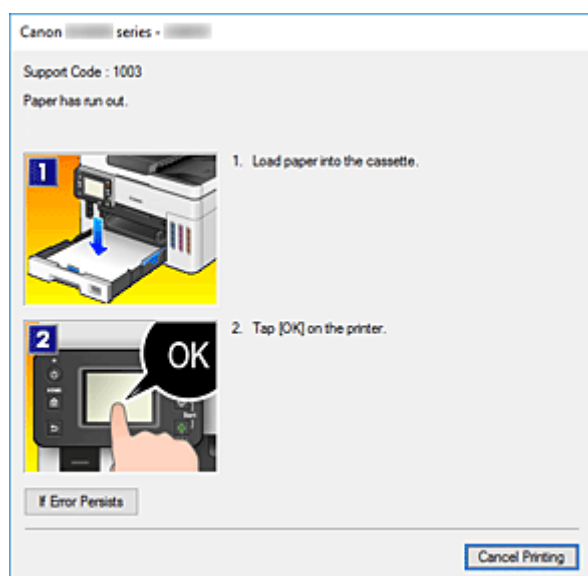 Canon series -
Support Code : 1003
Paper has run out.
1
1. Load paper into the cassette.
2
OK
2. Tap [OK] on the printer.
If Error Persists
Cancel Printing